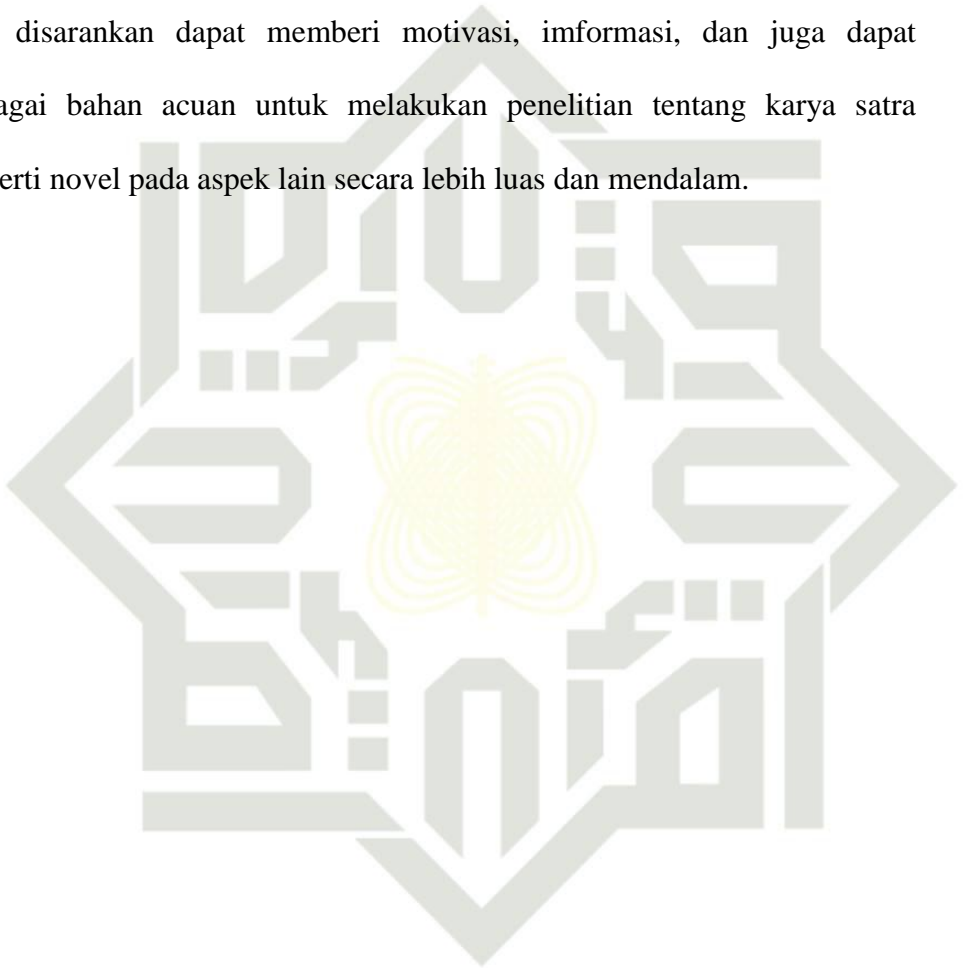 disarankan dapat memberi motivasi, imformasi, dan juga dapat
agai bahan acuan untuk melakukan penelitian tentang karya satra
erti novel pada aspek lain secara lebih luas dan mendalam.